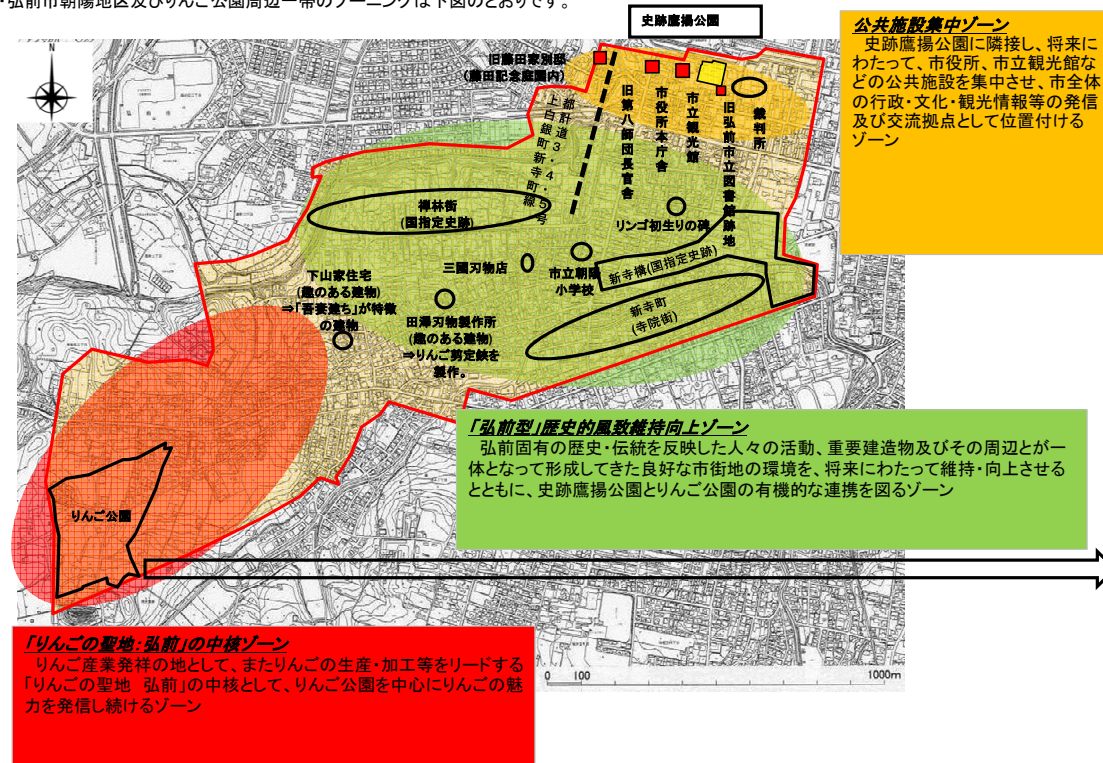 ・弘前市朝陽地区及びりんご公園周辺一帯のゾーニングは下図のとおりです。
史跡鷹揚公園
公共施設集中ゾーン
史跡鷹揚公園に隣接し、将来に
わたって、市役所、市立観光館な
どの公共施設を集中させ、市全体
の行政・文化・観光情報等の発信
及び交流拠点として位置付ける
ゾーン
N
旧藤田家別邸
(藤田記念庭園内)
都計道3・4・5号
上白銀町新寺町線
旧第八師団長官舎
市役所本庁舎
市立観光館
旧弘前市立図書館跡地
裁判所
禅林街
(国指定史跡)
リンゴ初生りの碑
三國刃物店
市立朝陽
小学校
新寺構(国指定史跡)
新寺町
(寺院街)
下山家住宅
(趣のある建物)
⇒「吾妻建ち」が特徴
の建物
田澤刃物製作所
(趣のある建物)
⇒りんご剪定鋏を
製作。
りんご公園
「弘前型」歴史的風致維持向上ゾーン
弘前固有の歴史・伝統を反映した人々の活動、重要建造物及びその周辺とが一
体となって形成してきた良好な市街地の環境を、将来にわたって維持・向上させる
とともに、史跡鷹揚公園とりんご公園の有機的な連携を図るゾーン
「りんごの聖地:弘前」の中核ゾーン
りんご産業発祥の地として、またりんごの生産・加工等をリードする
「りんごの聖地 弘前」の中核として、りんご公園を中心にりんごの魅
力を発信し続けるゾーン
0 100 1000m